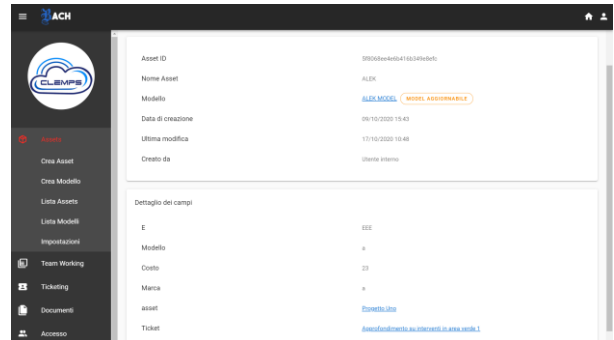 BACH
CLEMPS
Assets
Crea Asset
Crea Modello
Lista Assets
Lista Modelli
Impostazioni
Team Working
Ticketing
Documenti
Accesso
Asset ID
Nome Asset ALEK
Modello ALEK MODEL MODEL AGGIORNABILE
Data di creazione 09/10/2020 15:43
Ultima modifica 17/10/2020 10:48
Creato da Utente interno
Dettaglio dei campi
E EEE
Modello a
Costo 23
Marca a
asset Progetto Uno
Ticket Approfondimento su interventi in area verde 1